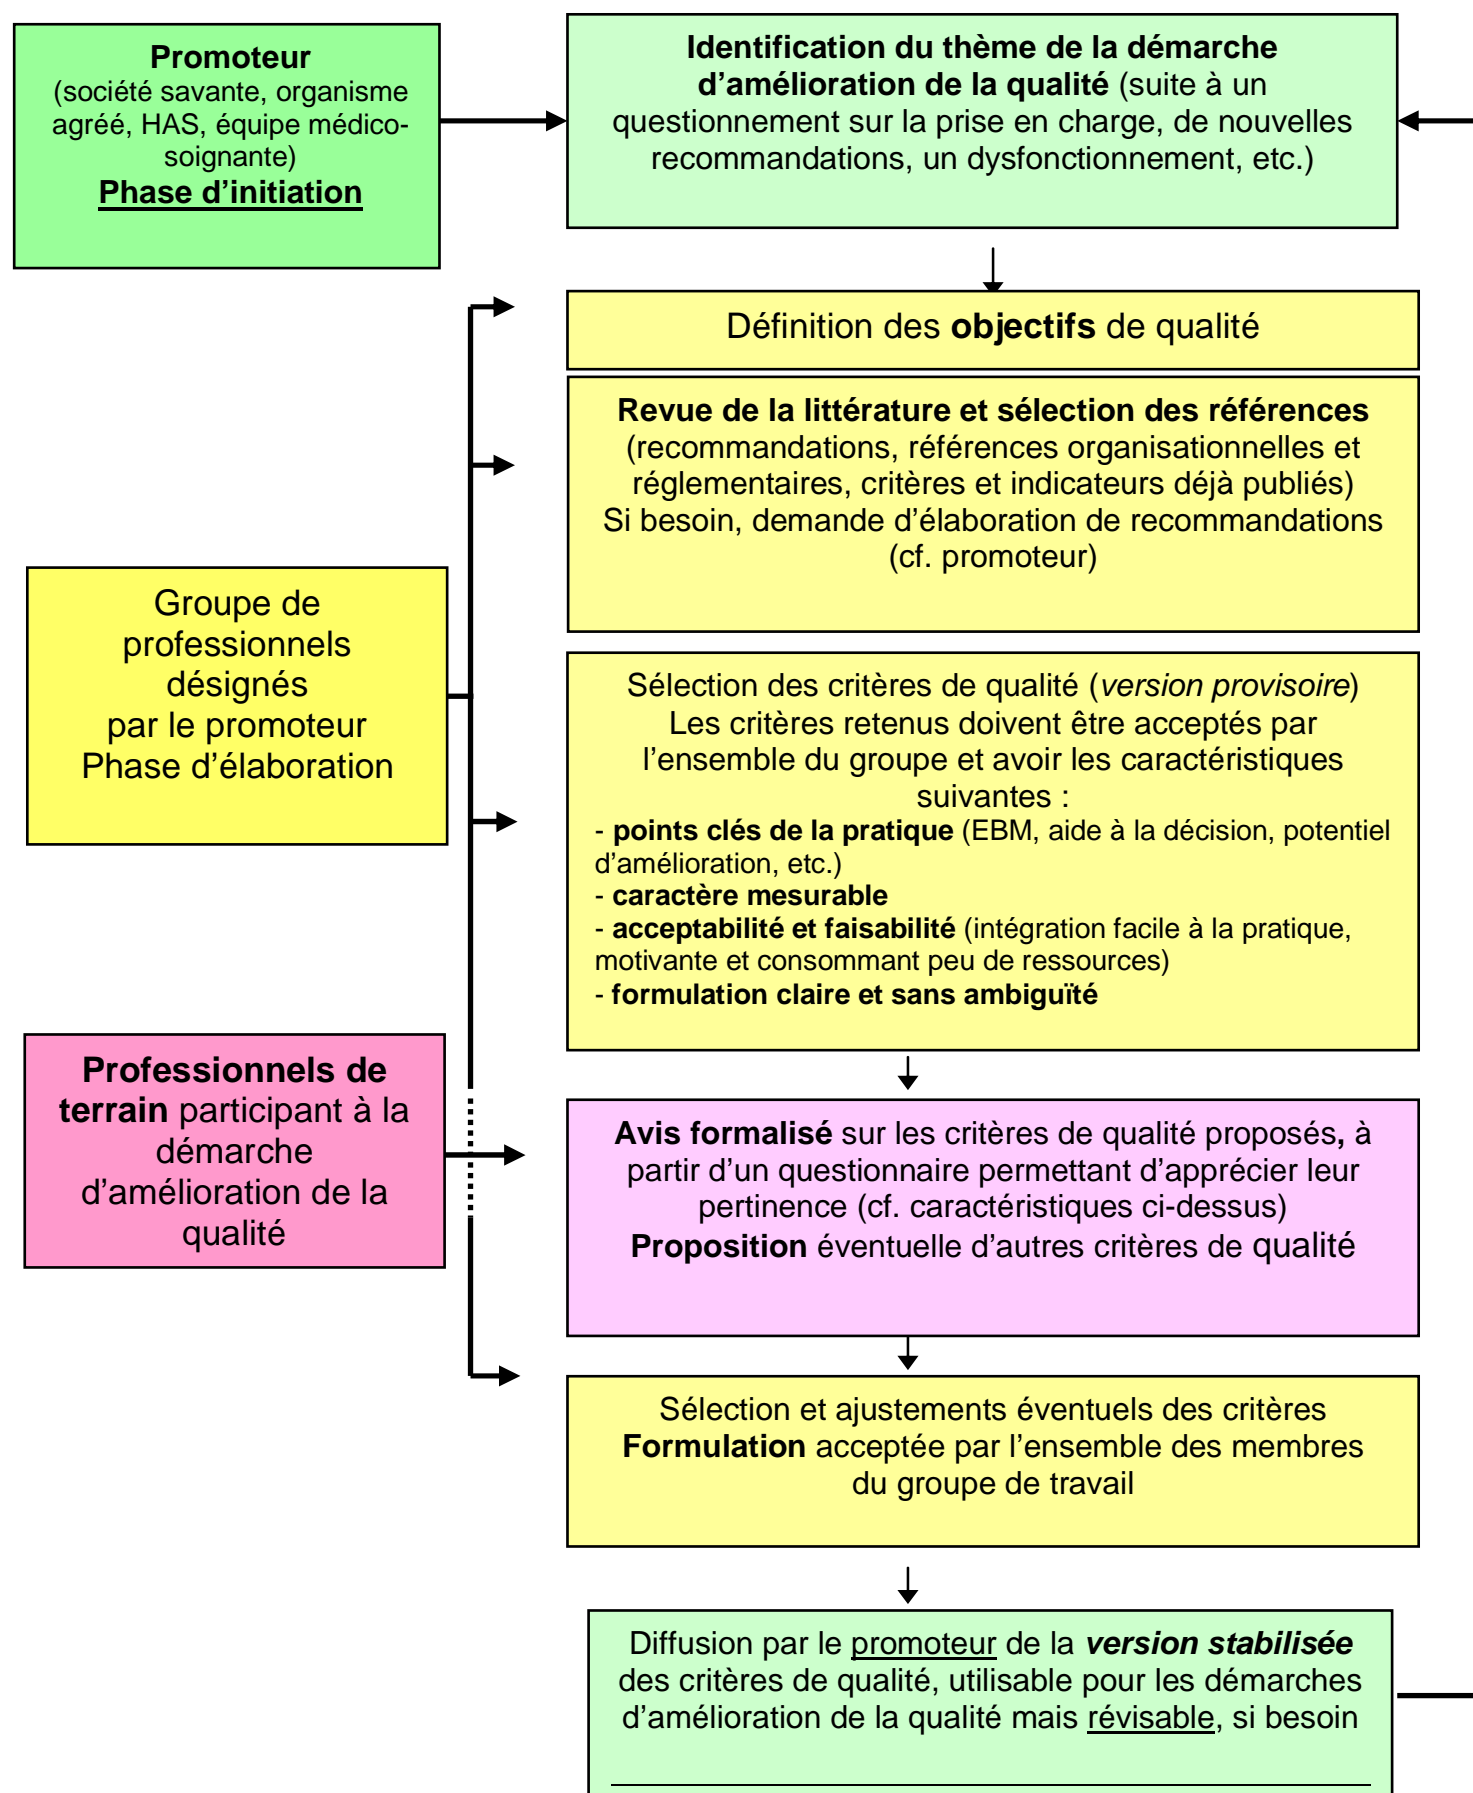 Promoteur
(société savante, organisme
agréé, HAS, équipe médico-
soignante)
Phase d’initiation
Identification du thème de la démarche
d’amélioration de la qualité (suite à un
questionnement sur la prise en charge, de nouvelles
recommandations, un dysfonctionnement, etc.)
Définition des objectifs de qualité
Revue de la littérature et sélection des références
(recommandations, références organisationnelles et
réglementaires, critères et indicateurs déjà publiés)
Si besoin, demande d’élaboration de recommandations
(cf. promoteur)
Groupe de
professionnels
désignés
par le promoteur
Phase d’élaboration
Sélection des critères de qualité (version provisoire)
Les critères retenus doivent être acceptés par
l’ensemble du groupe et avoir les caractéristiques
suivantes :
- points clés de la pratique (EBM, aide à la décision, potentiel
d’amélioration, etc.)
- caractère mesurable
- acceptabilité et faisabilité (intégration facile à la pratique,
motivante et consommant peu de ressources)
- formulation claire et sans ambiguïté
Professionnels de
terrain participant à la
démarche
d’amélioration de la
qualité
Avis formalisé sur les critères de qualité proposés, à
partir d’un questionnaire permettant d’apprécier leur
pertinence (cf. caractéristiques ci-dessus)
Proposition éventuelle d’autres critères de qualité
Sélection et ajustements éventuels des critères
Formulation acceptée par l’ensemble des membres
du groupe de travail
Diffusion par le promoteur de la version stabilisée
des critères de qualité, utilisable pour les démarches
d’amélioration de la qualité mais révisable, si besoin